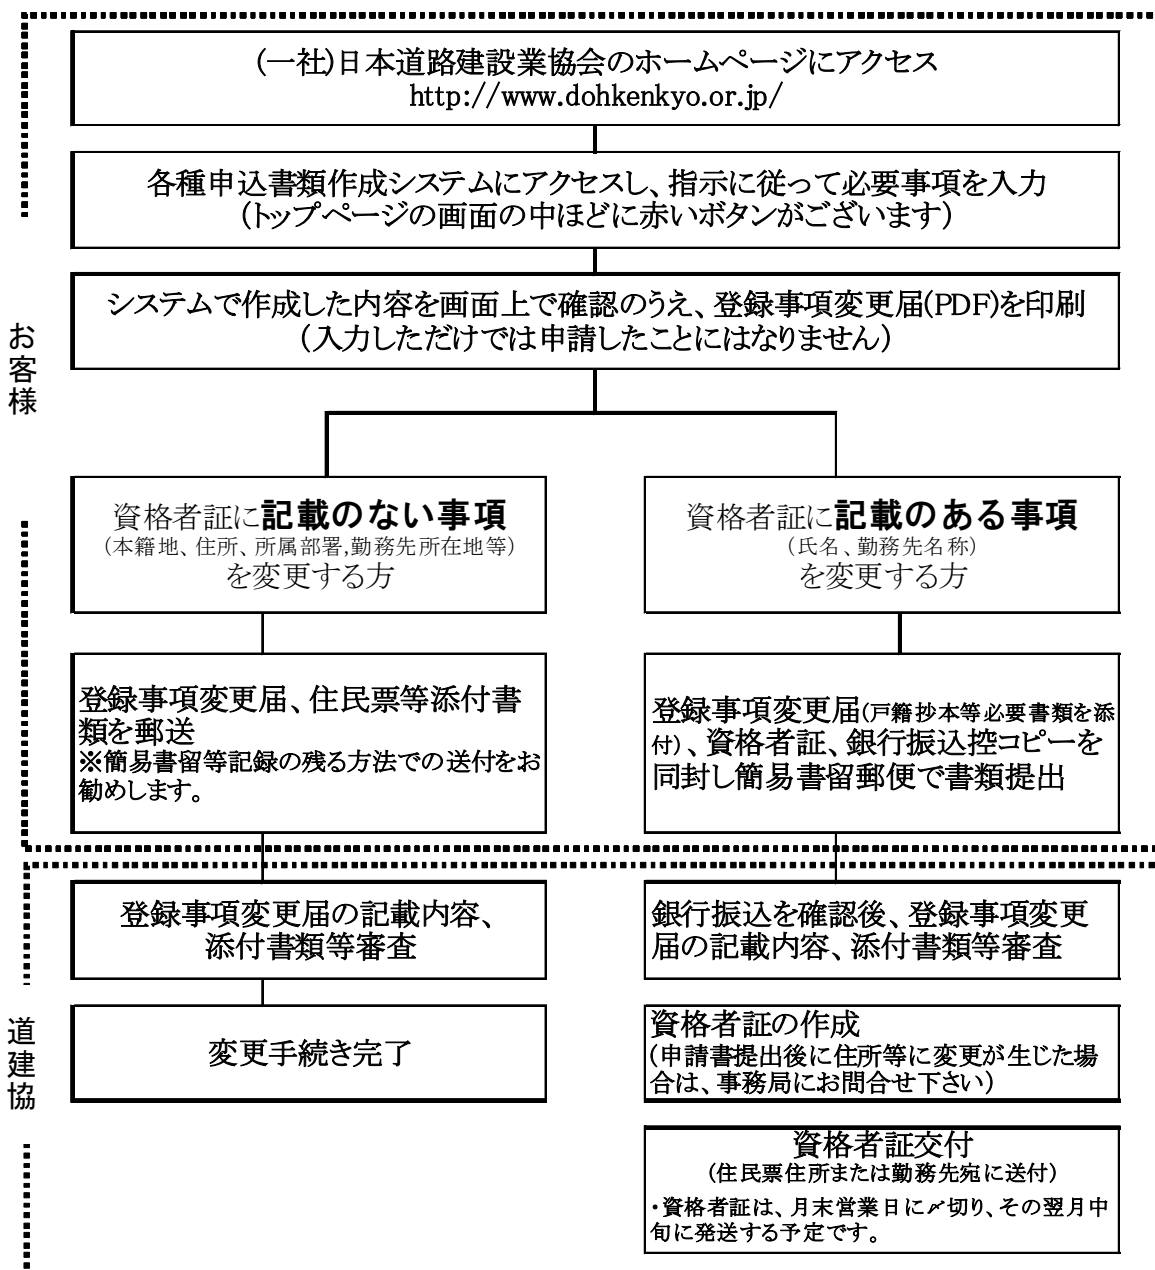 (一社)日本道路建設業協会のホームページにアクセス
http://www.dohkenkyo.or.jp/
各種申込書類作成システムにアクセスし、指示に従って必要事項を入力
(トップページの画面の中ほどに赤いボタンがございます)
システムで作成した内容を画面上で確認のうえ、登録事項変更届(PDF)を印刷
(入力しただけでは申請したことにはなりません)
お客様
資格者証に記載のない事項
(本籍地、住所、所属部署,勤務先所在地等)
を変更する方
資格者証に記載のある事項
(氏名、勤務先名称)
を変更する方
登録事項変更届、住民票等添付書
類を郵送
※簡易書留等記録の残る方法での送付をお
勧めします。
登録事項変更届(戸籍抄本等必要書類を添
付)、資格者証、銀行振込控コピーを
同封し簡易書留郵便で書類提出
登録事項変更届の記載内容、
添付書類等審査
銀行振込を確認後、登録事項変更
届の記載内容、添付書類等審査
道建協
変更手続き完了
資格者証の作成
(申請書提出後に住所等に変更が生じた場
合は、事務局にお問合せ下さい)
資格者証交付
(住民票住所または勤務先宛に送付)
・資格者証は、月末営業日に〆切り、その翌月中
旬に発送する予定です。